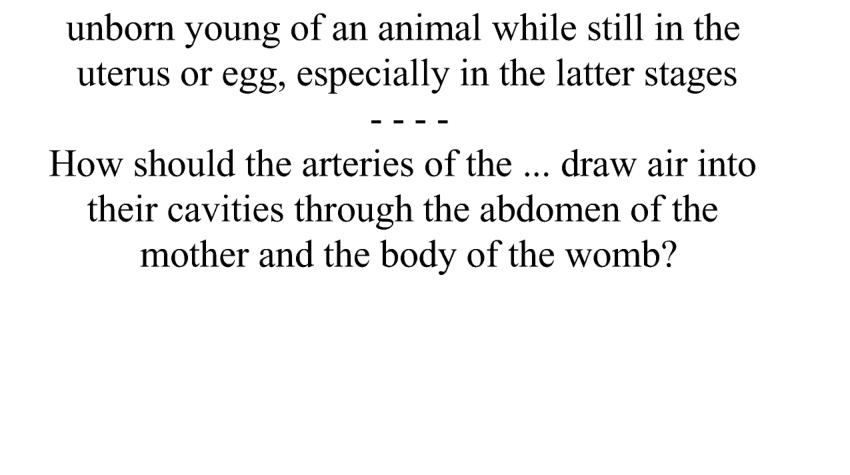 unborn young of an animal while still in the
uterus or egg, especially in the latter stages
- - - -
How should the arteries of the ... draw air into
their cavities through the abdomen of the
mother and the body of the womb?